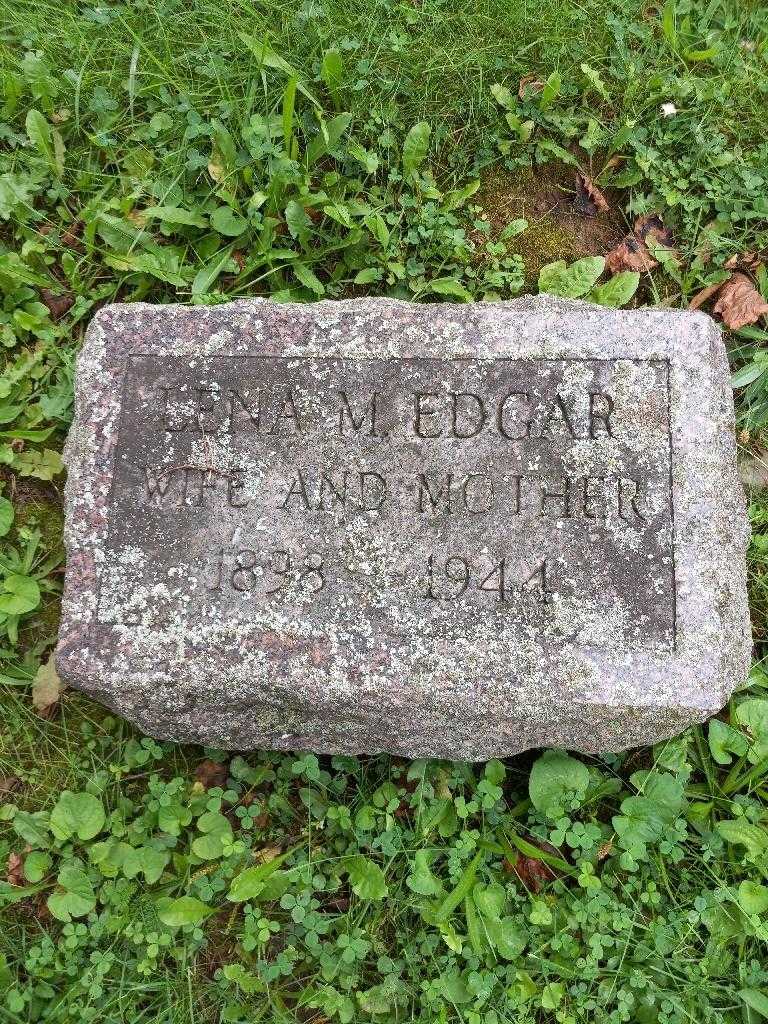 LENA M. EDGAR
WIFE AND MOTHER
1898 1944